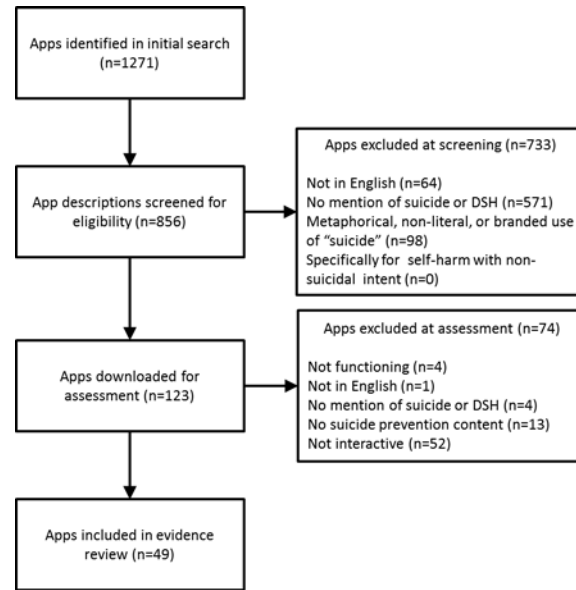 Apps identified in initial search
(n=1271)
App descriptions screened for
eligibility (n=856)
Apps excluded at screening (n=733)
Not in English (n=64)
No mention of suicide or DSH (n=571)
Metaphorical, non-literal, or branded use
of “suicide” (n=98)
Specifically for self-harm with non-
suicidal intent (n=0)
Apps downloaded for
assessment (n=123)
Apps excluded at assessment (n=74)
Not functioning (n=4)
Not in English (n=1)
No mention of suicide or DSH (n=4)
No suicide prevention content (n=13)
Not interactive (n=52)
Apps included in evidence
review (n=49)